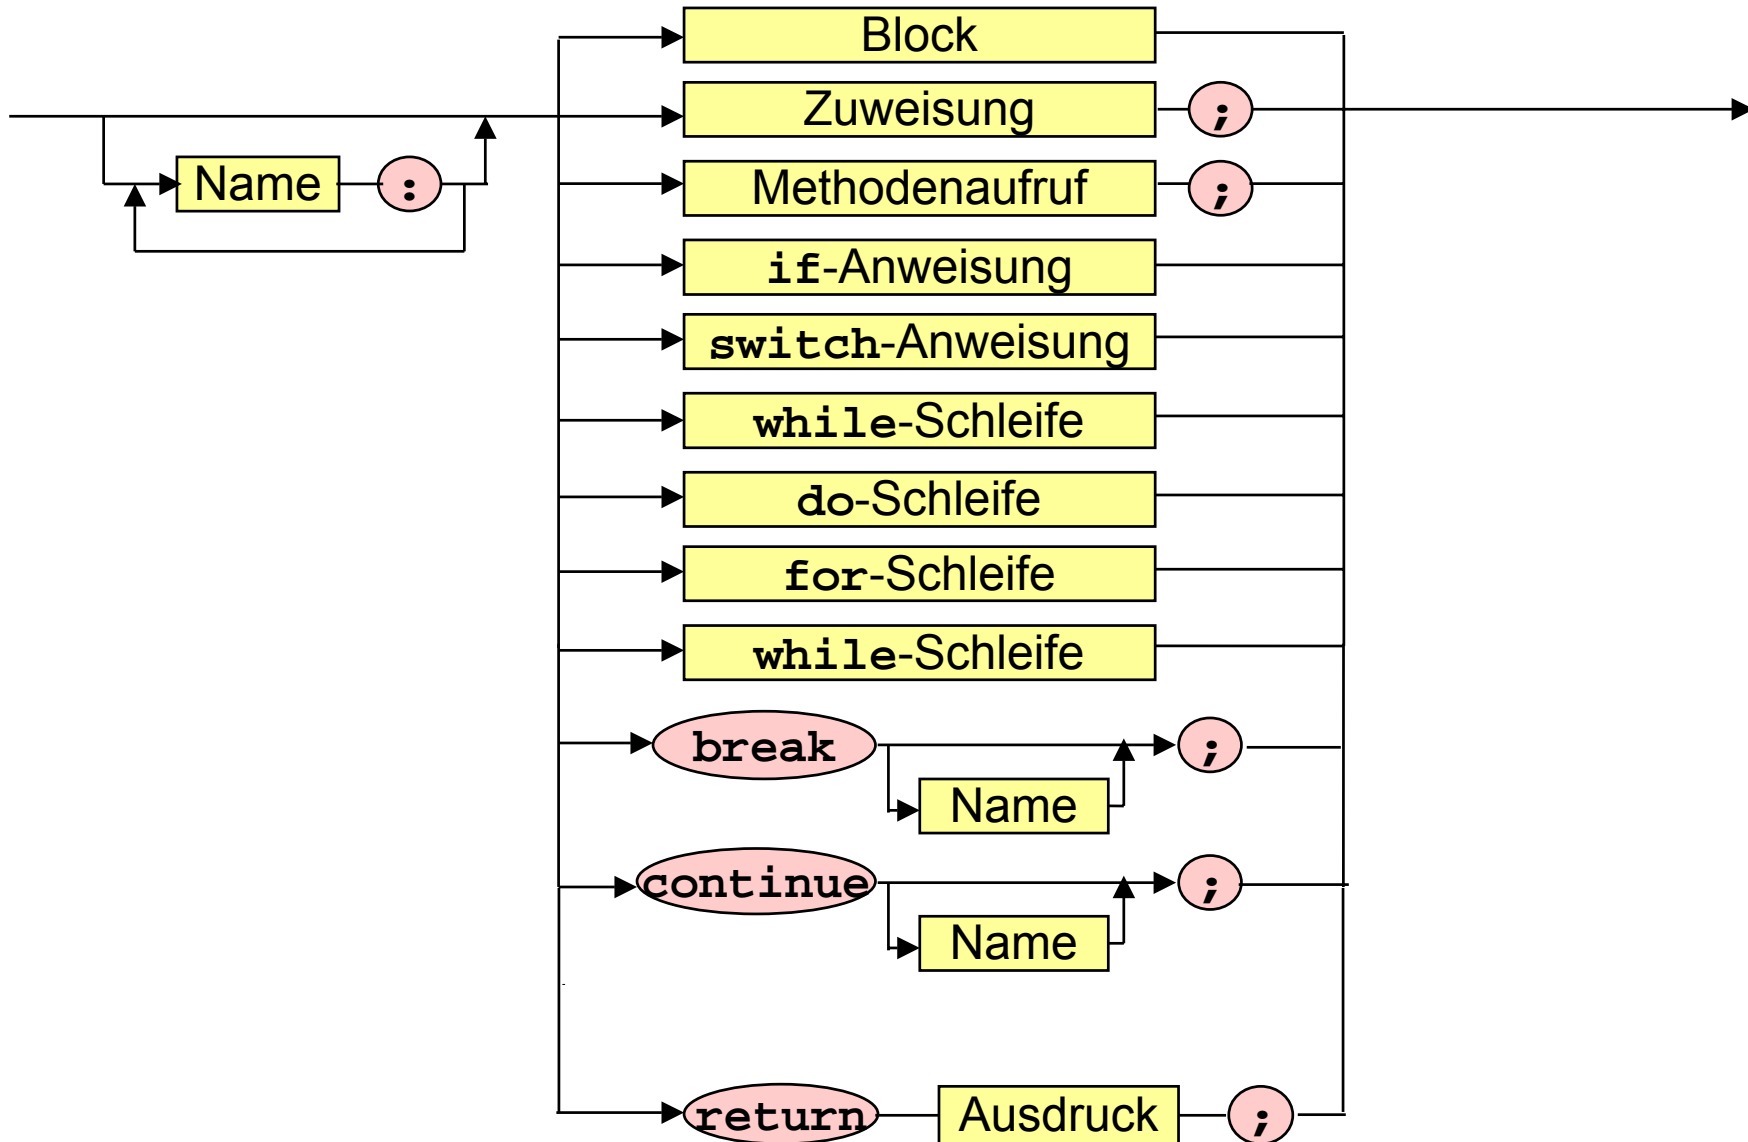 Block
Zuweisung ;
Name :
Methodenaufruf ;
if-Anweisung
switch-Anweisung
while-Schleife
do-Schleife
for-Schleife
while-Schleife
break ;
Name
continue ;
Name
return Ausdruck ;